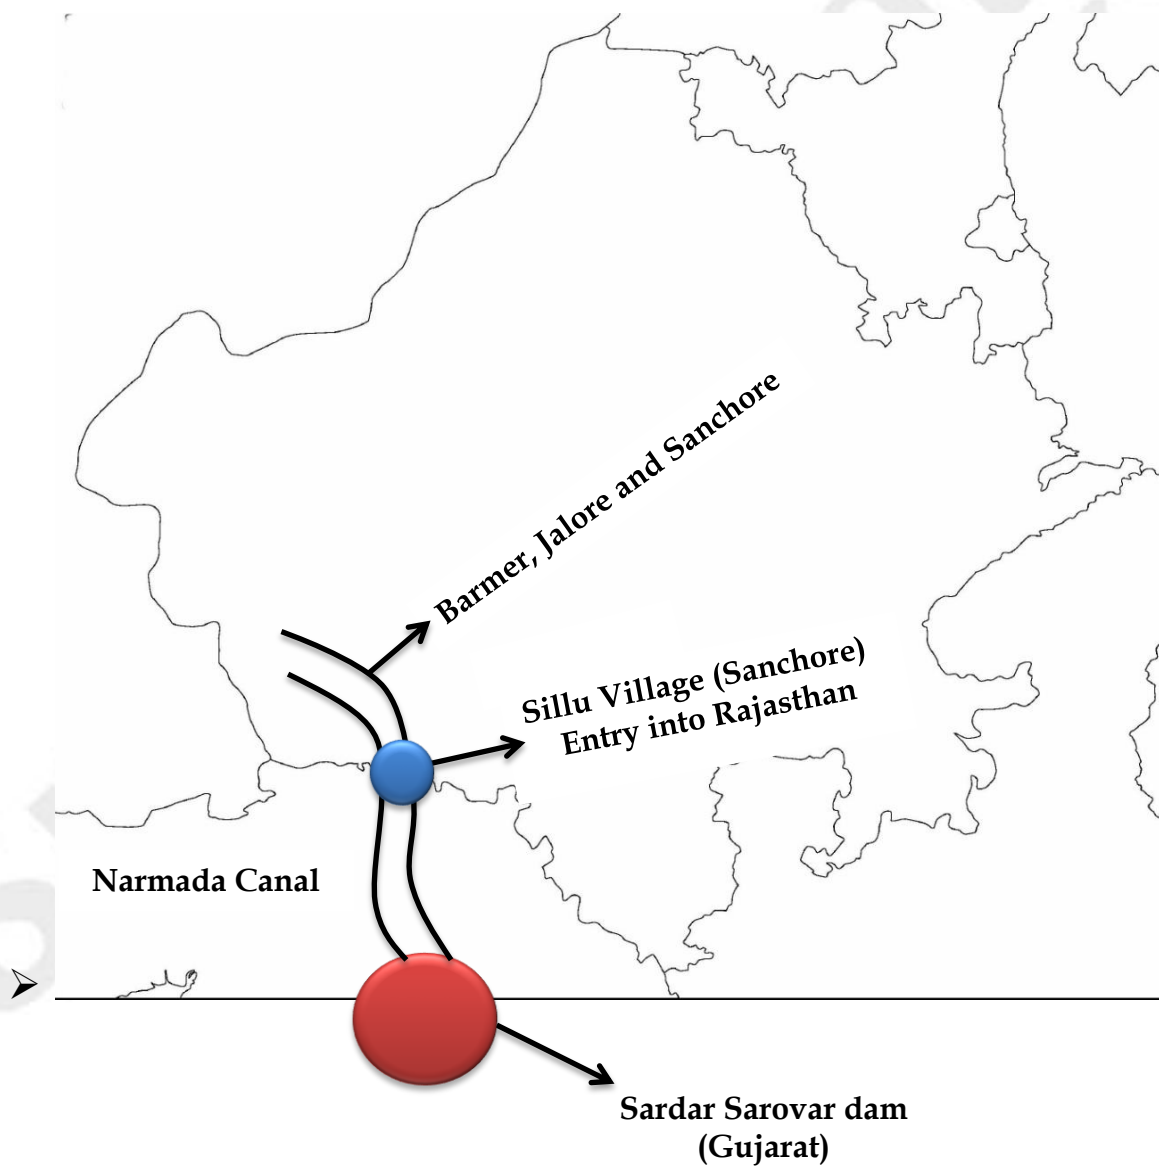 Barmer, Jalore and Sanchore
Sillu Village (Sanchore)
Entry into Rajasthan
Narmada Canal
Sardar Sarovar dam
(Gujarat)